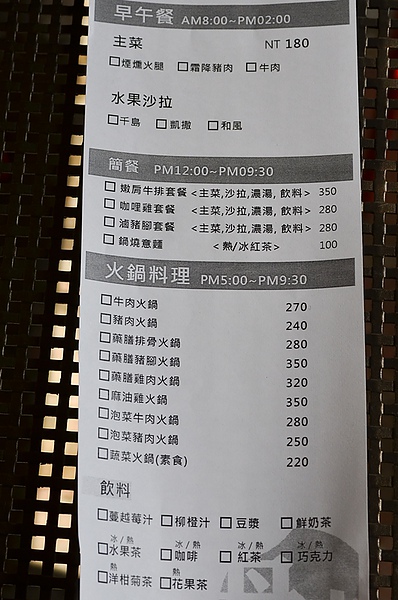 早午餐 AM8:00~PM02:00
主菜 NT 180
□煙燻火腿 □霜降豬肉 □牛肉
水果沙拉
□千島 □凱撒 □和風
簡餐 PM12:00~PM09:30
□嫩肩牛排套餐 <主菜,沙拉,濃湯, 飲料> 350
□咖哩雞套餐 <主菜,沙拉,濃湯, 飲料> 280
□滷豬腳套餐 <主菜,沙拉,濃湯, 飲料> 280
□鍋燒意麵 <熱/冰紅茶> 100
火鍋料理 PM5:00~PM9:30
□牛肉火鍋 270
□豬肉火鍋 240
□藥膳排骨火鍋 280
□藥膳豬腳火鍋 350
□藥膳雞肉火鍋 320
□麻油雞火鍋 350
□泡菜牛肉火鍋 280
□泡菜豬肉火鍋 250
□蔬菜火鍋(素食) 220
飲料
□蔓越莓汁 □柳橙汁 □豆漿 □鮮奶茶
冰/熱 冰/熱 冰/熱 冰/熱
□水果茶 □咖啡 □紅茶 □巧克力
熱 熱
□洋柑菊茶 □花果茶